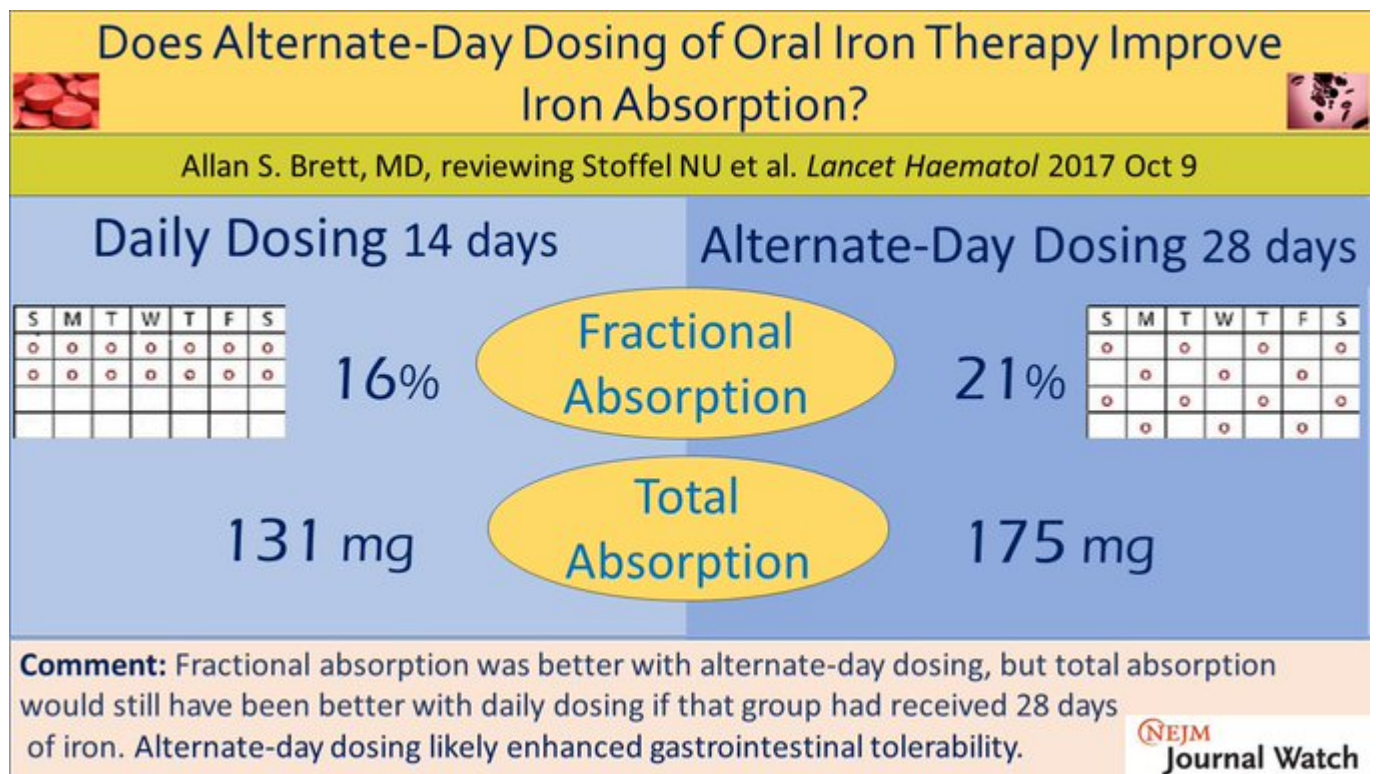 Does Alternate-Day Dosing of Oral Iron Therapy Improve
Iron Absorption?
Allan S. Brett, MD, reviewing Stoffel NU et al. Lancet Haematol 2017 Oct 9
Daily Dosing 14 days
S M T W T F S
o o o o o o o
o o o o o o o
16%
Alternate-Day Dosing 28 days
Fractional
Absorption
21%
S M T W T F S
o o o o
o o o
o o o o
o o o
131 mg
Total
Absorption
175 mg
Comment: Fractional absorption was better with alternate-day dosing, but total absorption
would still have been better with daily dosing if that group had received 28 days
of iron. Alternate-day dosing likely enhanced gastrointestinal tolerability.
NEJM
Journal Watch